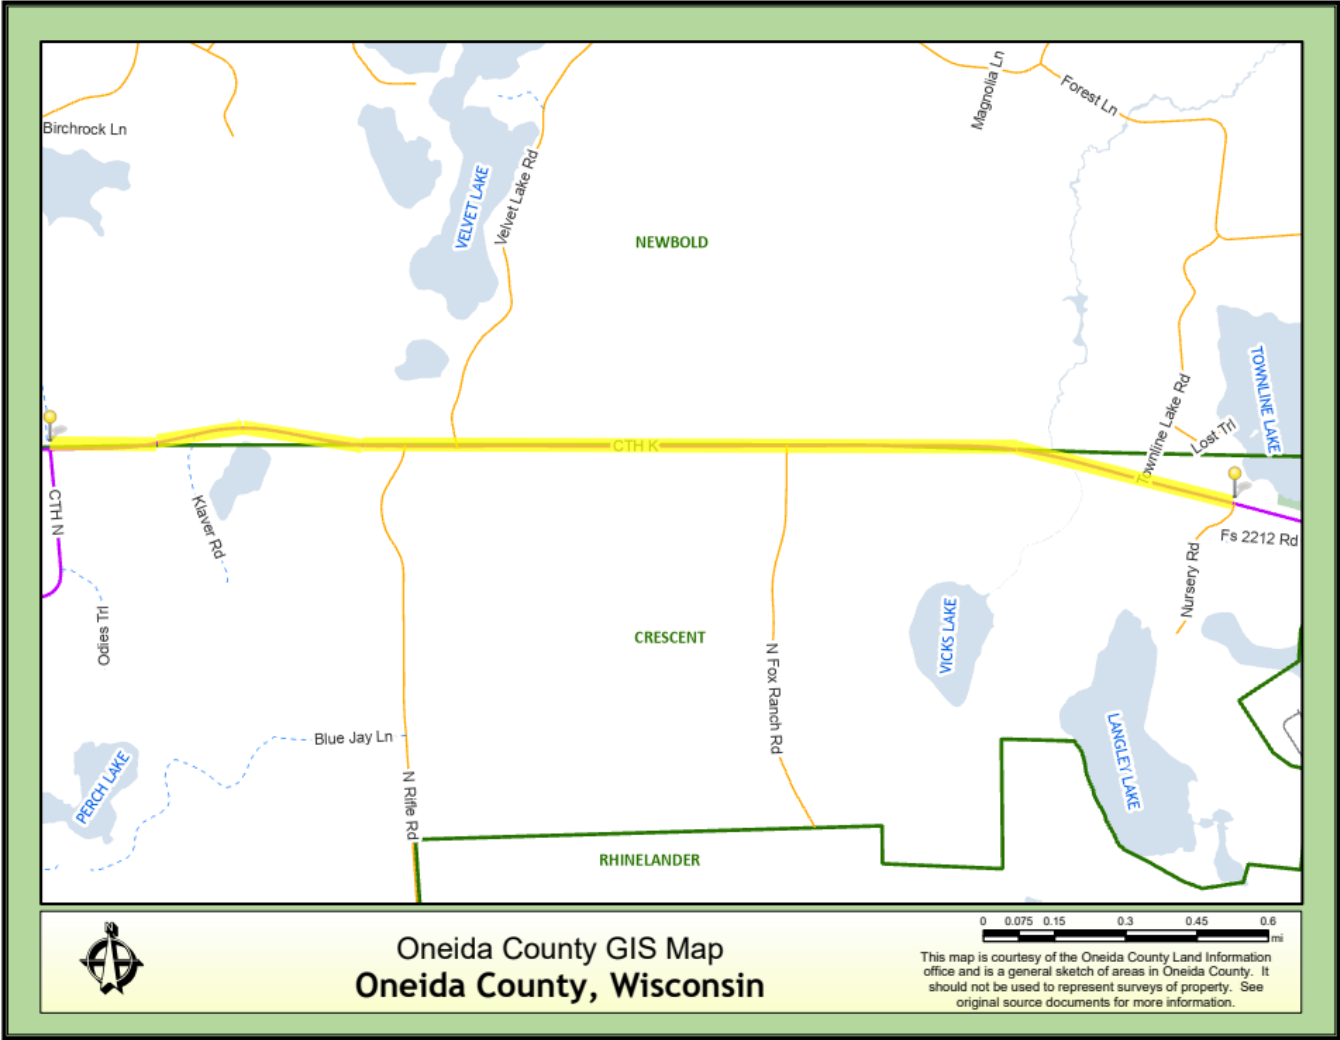 Birchrock Ln
Magnolia Ln
Forest Ln
VELVET LAKE
Velvet Lake Rd
NEWBOLD
TOWNLINE LAKE
Townline Lake Rd
Lost Trl
CTH K
CTH N
Klaver Rd
Fs 2212 Rd
Nursery Rd
Odies Trl
CRESCENT
VICKS LAKE
N Fox Ranch Rd
Blue Jay Ln
LANGLEY LAKE
PERCH LAKE
N Rifle Rd
RHINELANDER
N
Oneida County GIS Map
Oneida County, Wisconsin
0 0.075 0.15 0.3 0.45 0.6
mi
This map is courtesy of the Oneida County Land Information
office and is a general sketch of areas in Oneida County. It
should not be used to represent surveys of property. See
original source documents for more information.